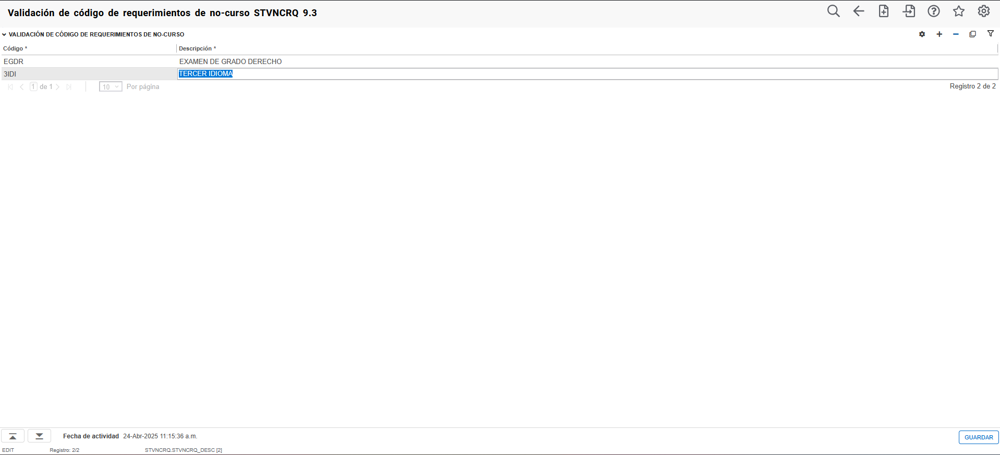 Validación de código de requerimientos de no-curso STVNCRQ 9.3
VALIDACIÓN DE CÓDIGO DE REQUERIMIENTOS DE NO-CURSO
Código * Descripción *
EGDR EXAMEN DE GRADO DERECHO
3IDI TERCER IDIOMA
1 de 1 10 Por página Registro 2 de 2
Fecha de actividad 24-Abr-2025 11:15:36 a.m.
GUARDAR
EDIT Registro: 2/2 STVNCRQ.STVNCRQ_DESC [2]